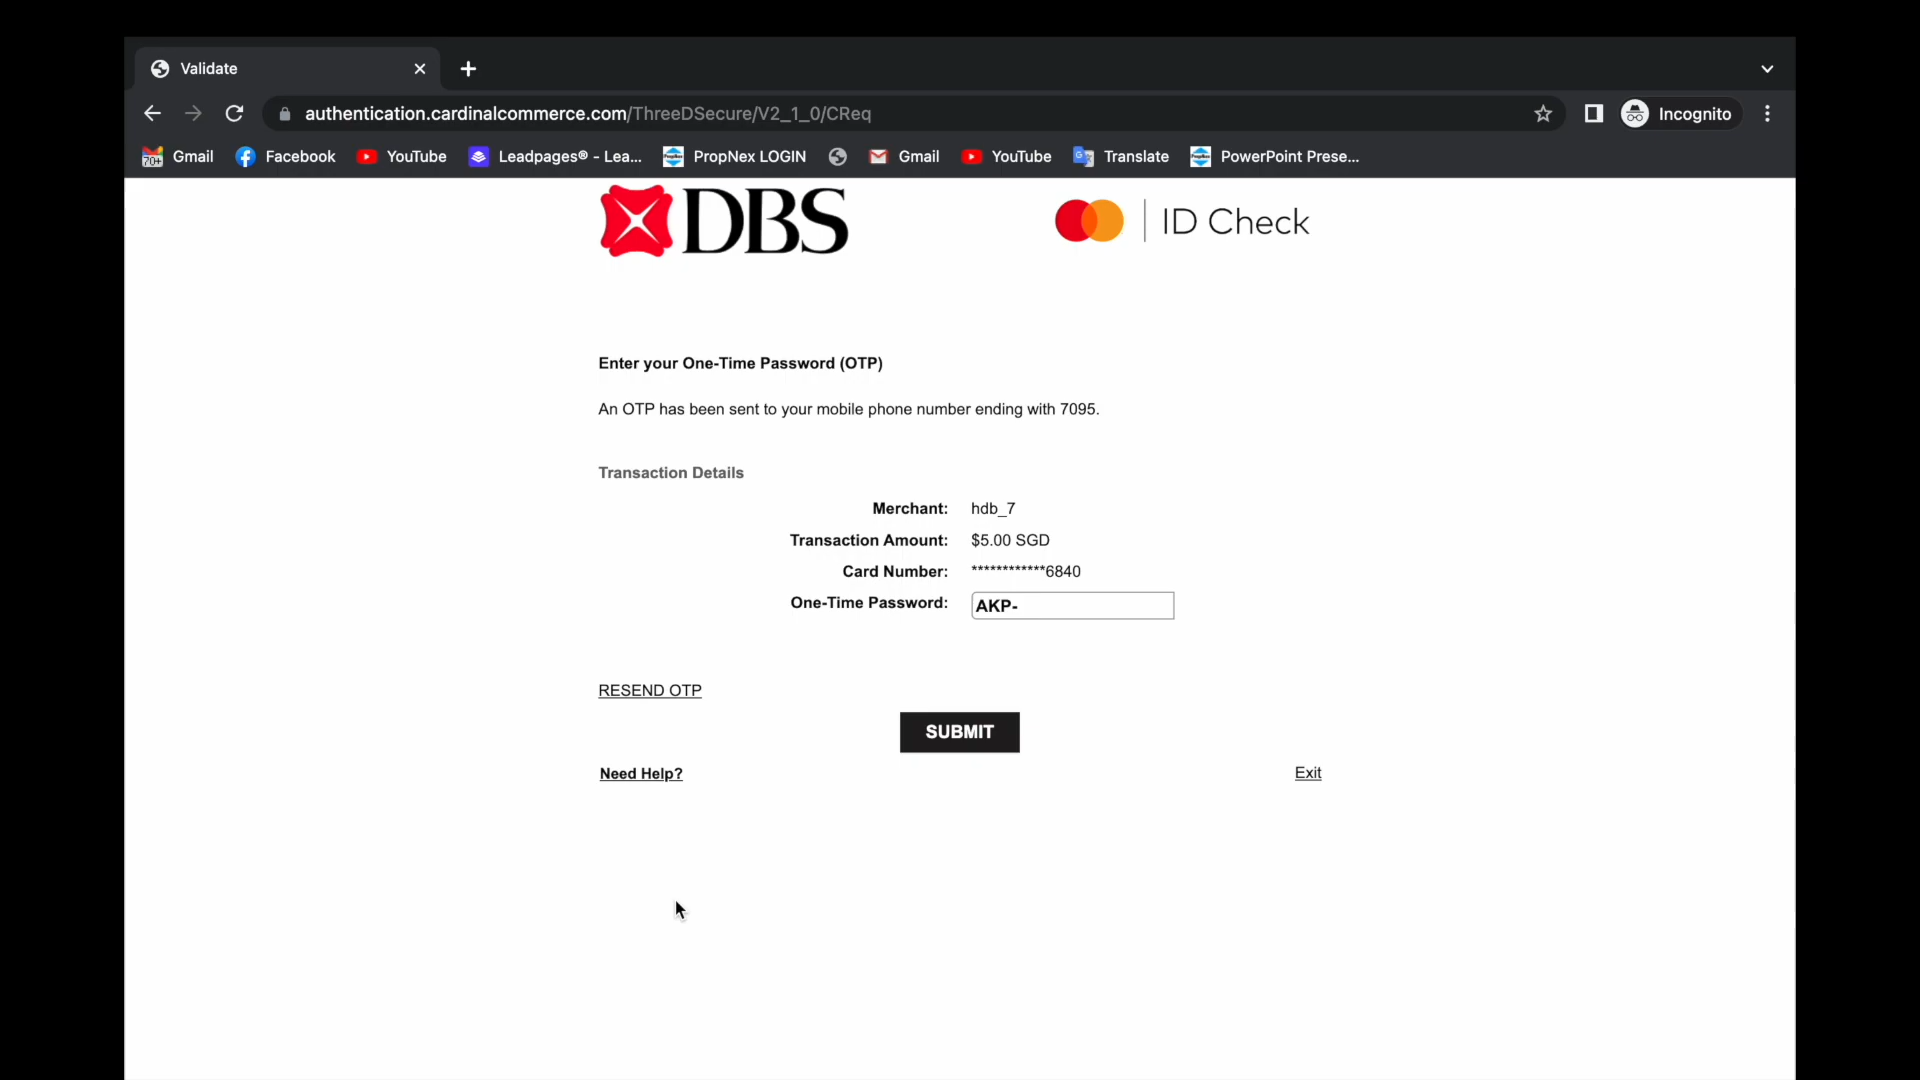 Validate
authentication.cardinalcommerce.com/ThreeDSecure/V2_1_0/CReq
Incognito
70+ Gmail Facebook YouTube Leadpages® - Lea... PropNex LOGIN Gmail YouTube Translate PowerPoint Prese...
DBS
ID Check
Enter your One-Time Password (OTP)
An OTP has been sent to your mobile phone number ending with 7095.
Transaction Details
Merchant: hdb_7
Transaction Amount: $5.00 SGD
Card Number: ************6840
One-Time Password: AKP-
RESEND OTP
SUBMIT
Need Help?
Exit